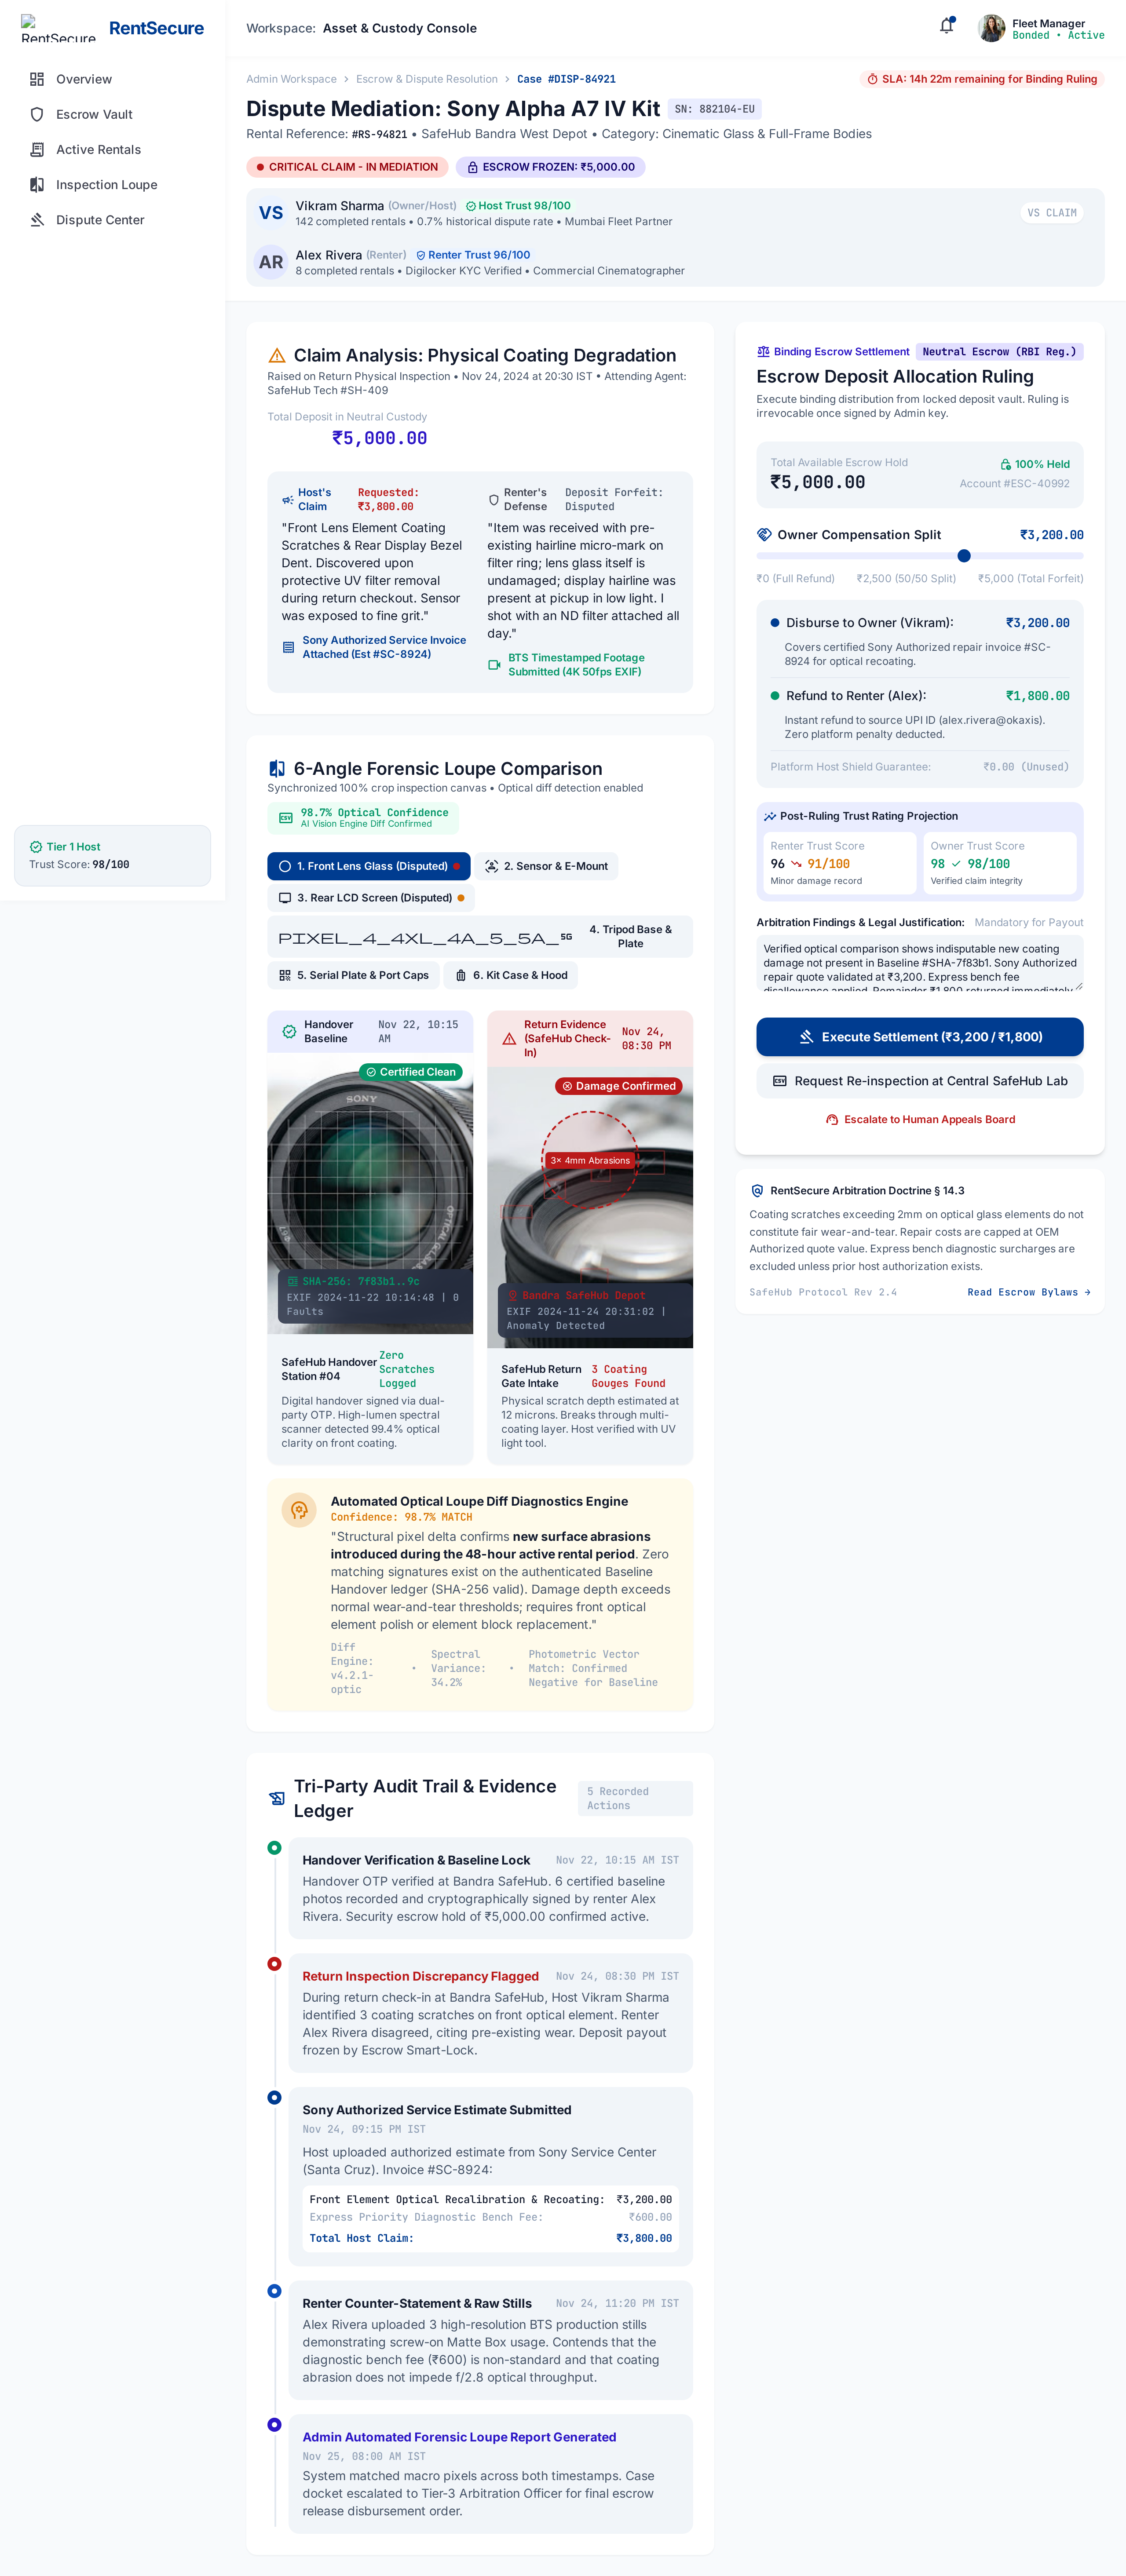 RentSecure
RentSecure
Overview
Escrow Vault
Active Rentals
Inspection Loupe
Dispute Center
Tier 1 Host
Trust Score: 98/100
Workspace: Asset & Custody Console
Fleet Manager
Bonded • Active
Admin Workspace > Escrow & Dispute Resolution > Case #DISP-84921
SLA: 14h 22m remaining for Binding Ruling
Dispute Mediation: Sony Alpha A7 IV Kit
SN: 882104-EU
Rental Reference: #RS-94821 • SafeHub Bandra West Depot • Category: Cinematic Glass & Full-Frame Bodies
CRITICAL CLAIM - IN MEDIATION
ESCROW FROZEN: ₹5,000.00
VS
Vikram Sharma (Owner/Host) Host Trust 98/100
142 completed rentals • 0.7% historical dispute rate • Mumbai Fleet Partner
VS CLAIM
AR
Alex Rivera (Renter) Renter Trust 96/100
8 completed rentals • Digilocker KYC Verified • Commercial Cinematographer
Claim Analysis: Physical Coating Degradation
Raised on Return Physical Inspection • Nov 24, 2024 at 20:30 IST • Attending Agent:
SafeHub Tech #SH-409
Total Deposit in Neutral Custody
₹5,000.00
Host's
Claim
Requested:
₹3,800.00
"Front Lens Element Coating
Scratches & Rear Display Bezel
Dent. Discovered upon
protective UV filter removal
during return checkout. Sensor
was exposed to fine grit."
Sony Authorized Service Invoice
Attached (Est #SC-8924)
Renter's
Defense
Deposit Forfeit:
Disputed
"Item was received with pre-
existing hairline micro-mark on
filter ring; lens glass itself is
undamaged; display hairline was
present at pickup in low light. I
shot with an ND filter attached all
day."
BTS Timestamped Footage
Submitted (4K 50fps EXIF)
6-Angle Forensic Loupe Comparison
Synchronized 100% crop inspection canvas • Optical diff detection enabled
CSV
98.7% Optical Confidence
AI Vision Engine Diff Confirmed
1. Front Lens Glass (Disputed)
2. Sensor & E-Mount
3. Rear LCD Screen (Disputed)
PIXEL_4_4XL_4A_5_5A_5G
4. Tripod Base &
Plate
5. Serial Plate & Port Caps
6. Kit Case & Hood
Handover
Baseline
Nov 22, 10:15
AM
Certified Clean
SONY
OPTICAL GLASS
SHA-256: 7f83b1..9c
EXIF 2024-11-22 10:14:48 | 0
Faults
SafeHub Handover
Station #04
Zero
Scratches
Logged
Digital handover signed via dual-
party OTP. High-lumen spectral
scanner detected 99.4% optical
clarity on front coating.
Return Evidence
(SafeHub Check-
In)
Nov 24,
08:30 PM
Damage Confirmed
3× 4mm Abrasions
Bandra SafeHub Depot
EXIF 2024-11-24 20:31:02 |
Anomaly Detected
SafeHub Return
Gate Intake
3 Coating
Gouges Found
Physical scratch depth estimated at
12 microns. Breaks through multi-
coating layer. Host verified with UV
light tool.
Automated Optical Loupe Diff Diagnostics Engine
Confidence: 98.7% MATCH
"Structural pixel delta confirms new surface abrasions
introduced during the 48-hour active rental period. Zero
matching signatures exist on the authenticated Baseline
Handover ledger (SHA-256 valid). Damage depth exceeds
normal wear-and-tear thresholds; requires front optical
element polish or element block replacement."
Diff
Engine:
v4.2.1-
optic
•
Spectral
Variance:
34.2%
•
Photometric Vector
Match: Confirmed
Negative for Baseline
Tri-Party Audit Trail & Evidence
Ledger
5 Recorded
Actions
Handover Verification & Baseline Lock
Nov 22, 10:15 AM IST
Handover OTP verified at Bandra SafeHub. 6 certified baseline
photos recorded and cryptographically signed by renter Alex
Rivera. Security escrow hold of ₹5,000.00 confirmed active.
Return Inspection Discrepancy Flagged
Nov 24, 08:30 PM IST
During return check-in at Bandra SafeHub, Host Vikram Sharma
identified 3 coating scratches on front optical element. Renter
Alex Rivera disagreed, citing pre-existing wear. Deposit payout
frozen by Escrow Smart-Lock.
Sony Authorized Service Estimate Submitted
Nov 24, 09:15 PM IST
Host uploaded authorized estimate from Sony Service Center
(Santa Cruz). Invoice #SC-8924:
Front Element Optical Recalibration & Recoating: ₹3,200.00
Express Priority Diagnostic Bench Fee: ₹600.00
Total Host Claim: ₹3,800.00
Renter Counter-Statement & Raw Stills
Nov 24, 11:20 PM IST
Alex Rivera uploaded 3 high-resolution BTS production stills
demonstrating screw-on Matte Box usage. Contends that the
diagnostic bench fee (₹600) is non-standard and that coating
abrasion does not impede f/2.8 optical throughput.
Admin Automated Forensic Loupe Report Generated
Nov 25, 08:00 AM IST
System matched macro pixels across both timestamps. Case
docket escalated to Tier-3 Arbitration Officer for final escrow
release disbursement order.
Binding Escrow Settlement
Neutral Escrow (RBI Reg.)
Escrow Deposit Allocation Ruling
Execute binding distribution from locked deposit vault. Ruling is
irrevocable once signed by Admin key.
Total Available Escrow Hold
₹5,000.00
100% Held
Account #ESC-40992
Owner Compensation Split
₹3,200.00
₹0 (Full Refund)
₹2,500 (50/50 Split)
₹5,000 (Total Forfeit)
Disburse to Owner (Vikram):
₹3,200.00
Covers certified Sony Authorized repair invoice #SC-
8924 for optical recoating.
Refund to Renter (Alex):
₹1,800.00
Instant refund to source UPI ID (alex.rivera@okaxis).
Zero platform penalty deducted.
Platform Host Shield Guarantee:
₹0.00 (Unused)
Post-Ruling Trust Rating Projection
Renter Trust Score
96 91/100
Minor damage record
Owner Trust Score
98 98/100
Verified claim integrity
Arbitration Findings & Legal Justification:
Mandatory for Payout
Verified optical comparison shows indisputable new coating
damage not present in Baseline #SHA-7f83b1. Sony Authorized
repair quote validated at ₹3,200. Express bench fee
disallowance applied. Remainder ₹1,800 returned immediately
Execute Settlement (₹3,200 / ₹1,800)
CSV
Request Re-inspection at Central SafeHub Lab
Escalate to Human Appeals Board
RentSecure Arbitration Doctrine § 14.3
Coating scratches exceeding 2mm on optical glass elements do not
constitute fair wear-and-tear. Repair costs are capped at OEM
Authorized quote value. Express bench diagnostic surcharges are
excluded unless prior host authorization exists.
SafeHub Protocol Rev 2.4
Read Escrow Bylaws →